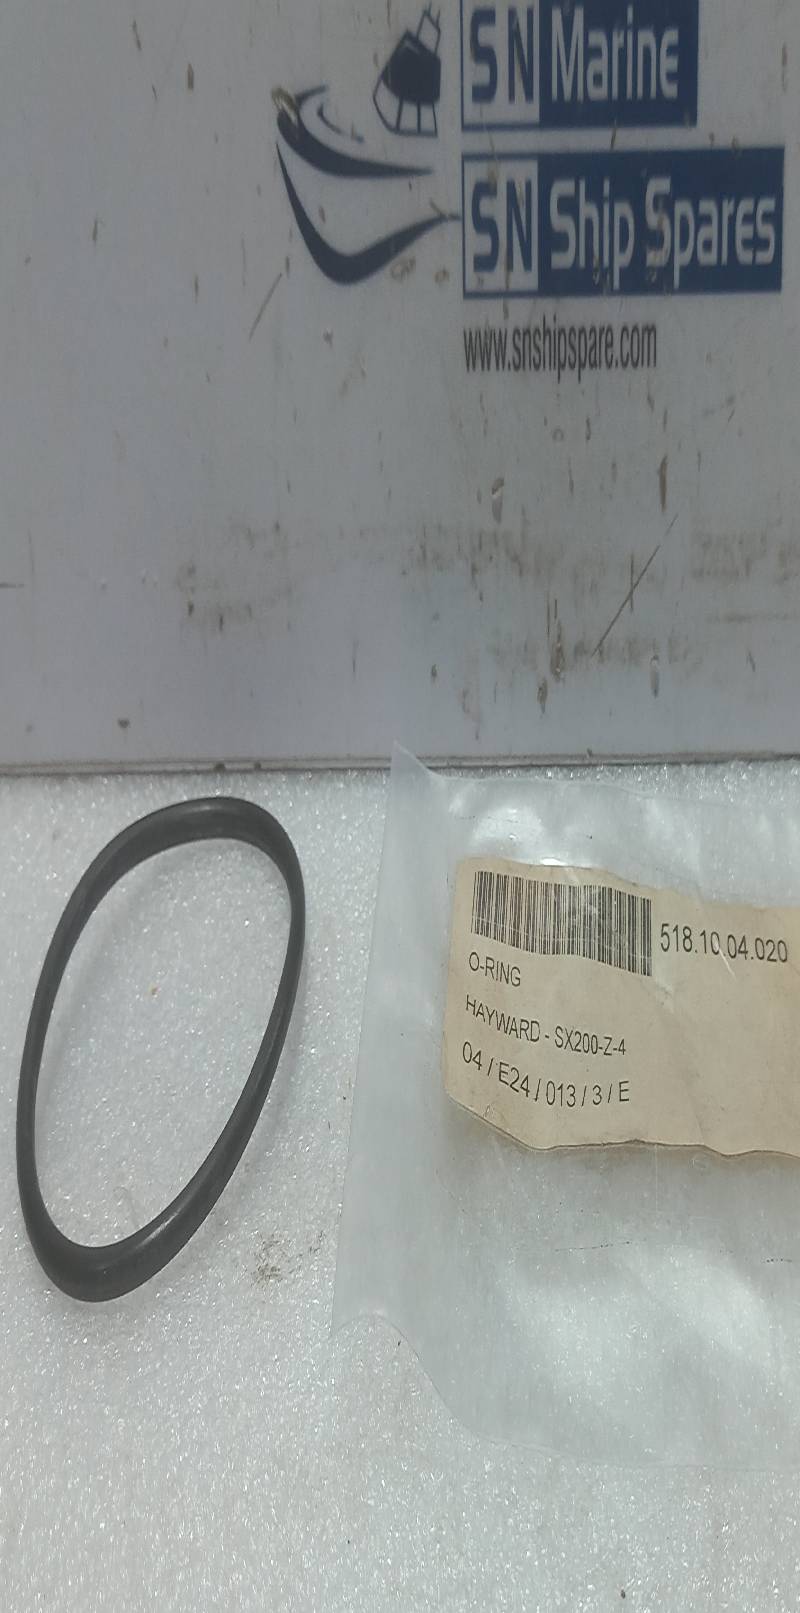 SN Marine
SN Ship Spares
www.snshipspare.com
518.10.04.020
O-RING
HAYWARD - SX200-Z-4
04 / E24 / 013 / 3 / E